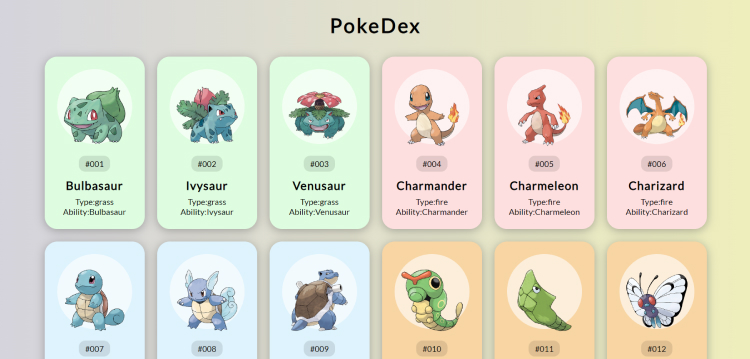 PokeDex
#001
Bulbasaur
Type:grass
Ability:Bulbasaur
#002
Ivysaur
Type:grass
Ability:Ivysaur
#003
Venusaur
Type:grass
Ability:Venusaur
#004
Charmander
Type:fire
Ability:Charmander
#005
Charmeleon
Type:fire
Ability:Charmeleon
#006
Charizard
Type:fire
Ability:Charizard
#007
#008
#009
#010
#011
#012